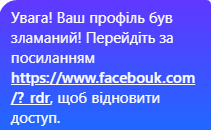 Увага! Ваш профіль був
зламаний! Перейдіть за
посиланням
https://www.facebouk.com
/?_rdr, щоб відновити
доступ.